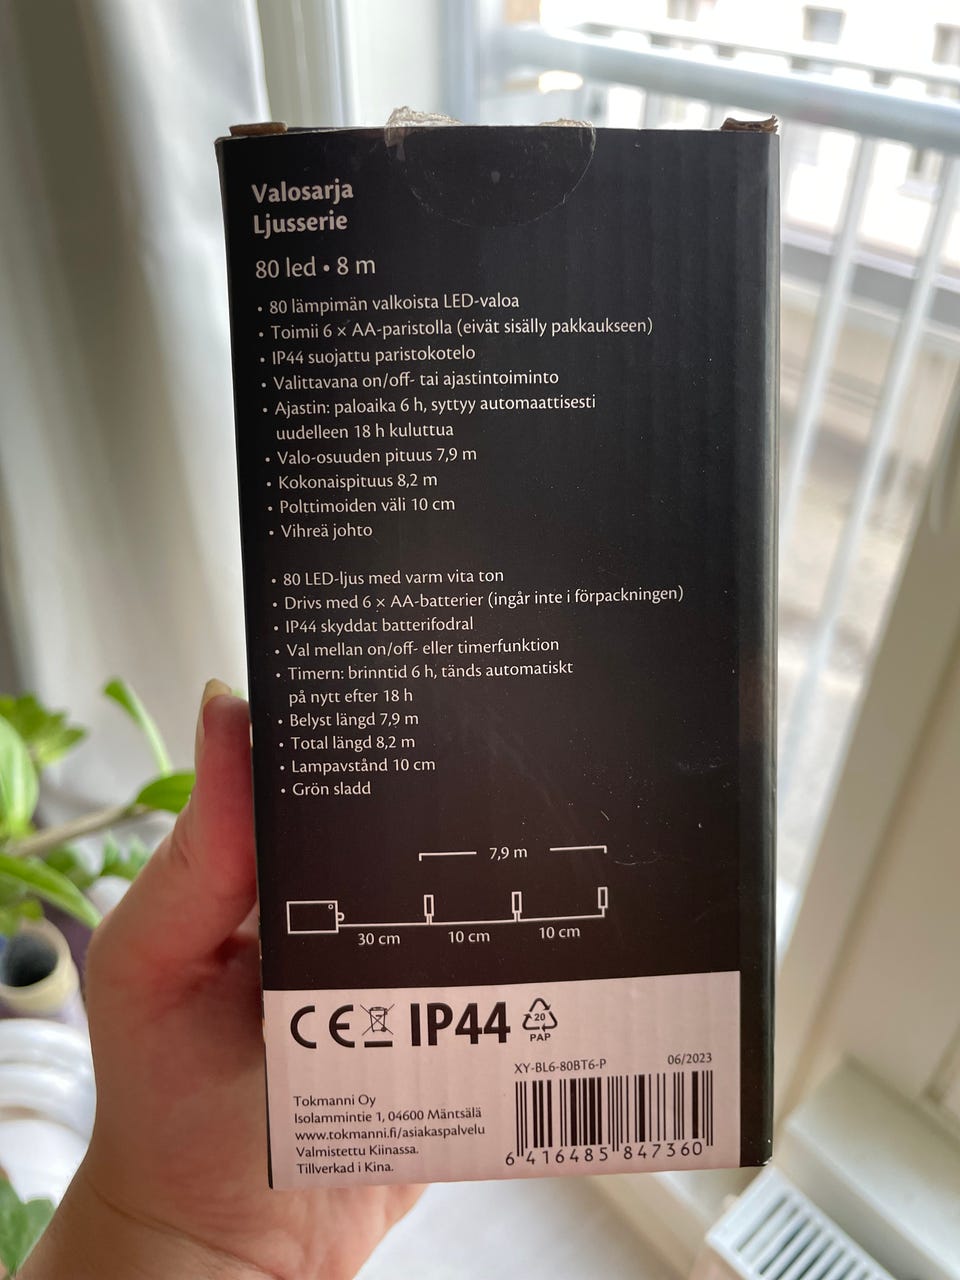 Valosarja
Ljusserie
80 led • 8 m
• 80 lämpimän valkoista LED-valoa
• Toimii 6 × AA-paristolla (eivät sisälly pakkaukseen)
• IP44 suojattu paristokotelo
• Valittavana on/off- tai ajastintoiminto
• Ajastin: paloaika 6 h, syttyy automaattisesti
uudelleen 18 h kuluttua
• Valo-osuuden pituus 7,9 m
• Kokonaispituus 8,2 m
• Polttimoiden väli 10 cm
• Vihreä johto
• 80 LED-ljus med varm vita ton
• Drivs med 6 × AA-batterier (ingår inte i förpackningen)
• IP44 skyddat batterifodral
• Val mellan on/off- eller timerfunktion
• Timern: brinntid 6 h, tänds automatiskt
på nytt efter 18 h
• Belyst längd 7,9 m
• Total längd 8,2 m
• Lampavstånd 10 cm
• Grön sladd
7,9 m
30 cm 10 cm 10 cm
CE IP44 20
PAP
XY-BL6-80BT6-P 06/2023
Tokmanni Oy
Isolammintie 1, 04600 Mäntsälä
www.tokmanni.fi/asiakaspalvelu
Valmistettu Kiinassa.
Tillverkad i Kina.
6 416485 847360